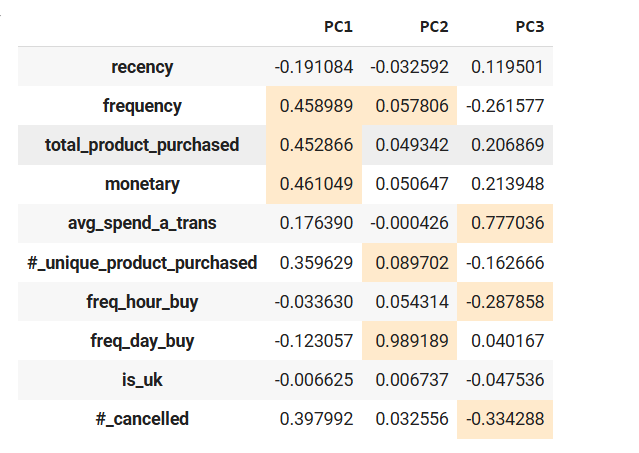 PC1 PC2 PC3
recency -0.191084 -0.032592 0.119501
frequency 0.458989 0.057806 -0.261577
total_product_purchased 0.452866 0.049342 0.206869
monetary 0.461049 0.050647 0.213948
avg_spend_a_trans 0.176390 -0.000426 0.777036
#_unique_product_purchased 0.359629 0.089702 -0.162666
freq_hour_buy -0.033630 0.054314 -0.287858
freq_day_buy -0.123057 0.989189 0.040167
is_uk -0.006625 0.006737 -0.047536
#_cancelled 0.397992 0.032556 -0.334288